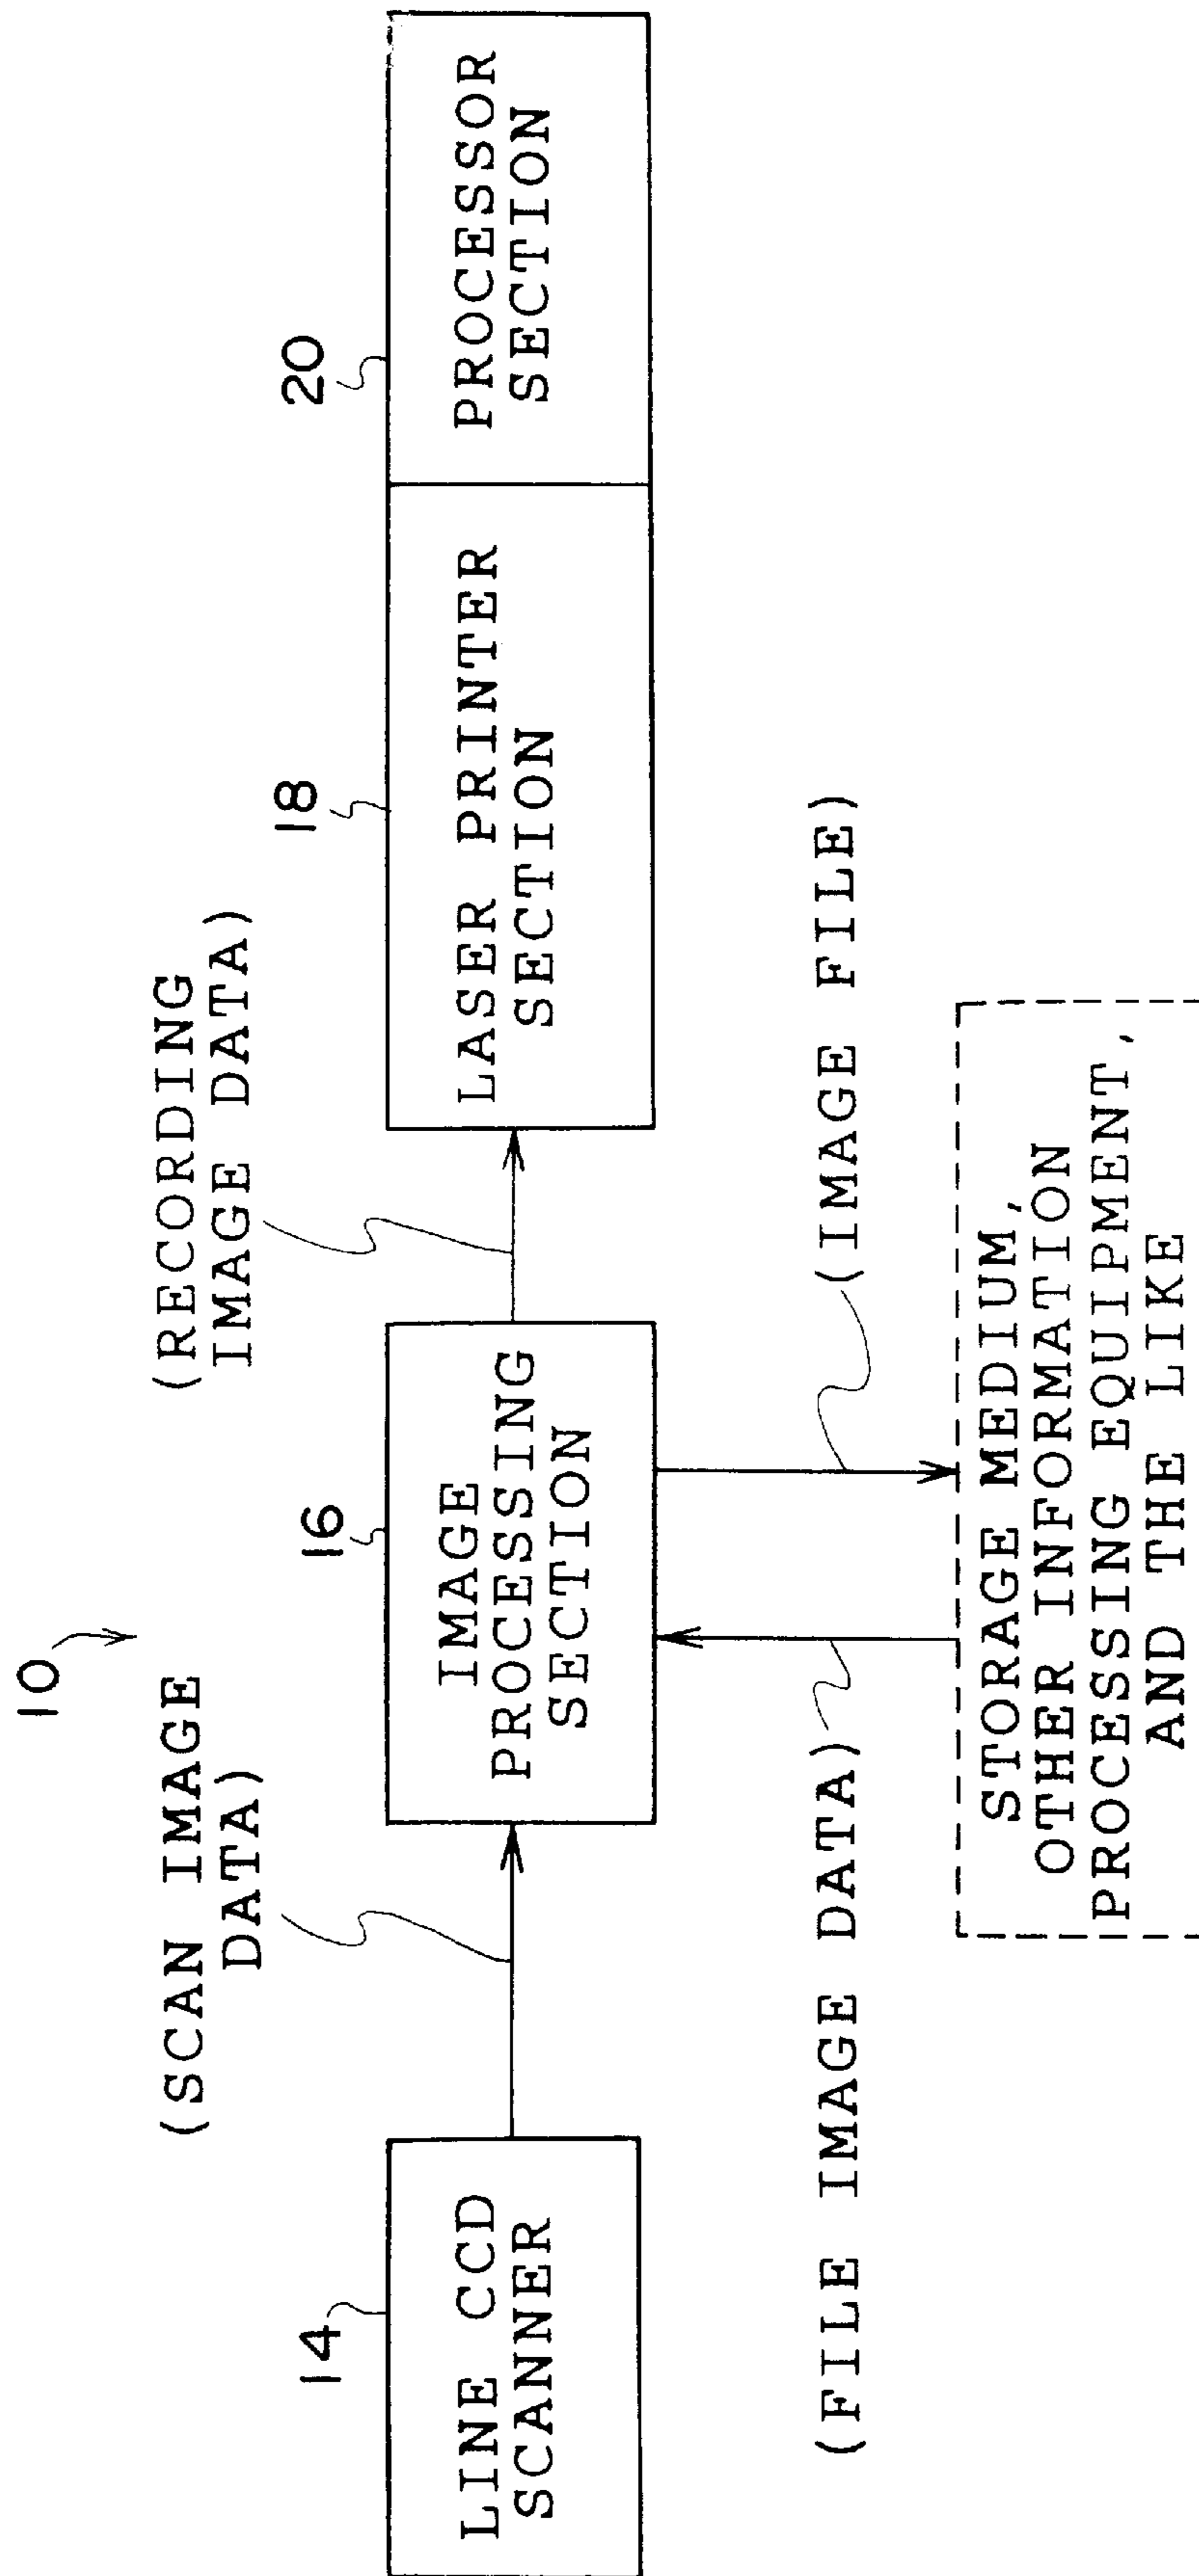 10
(SCAN IMAGE
DATA)
(RECORDING
IMAGE DATA)
14
LINE CCD
SCANNER
16
IMAGE
PROCESSING
SECTION
18
LASER PRINTER
SECTION
20
PROCESSOR
SECTION
(FILE IMAGE DATA)
(IMAGE FILE)
STORAGE MEDIUM,
OTHER INFORMATION
PROCESSING EQUIPMENT,
AND THE LIKE